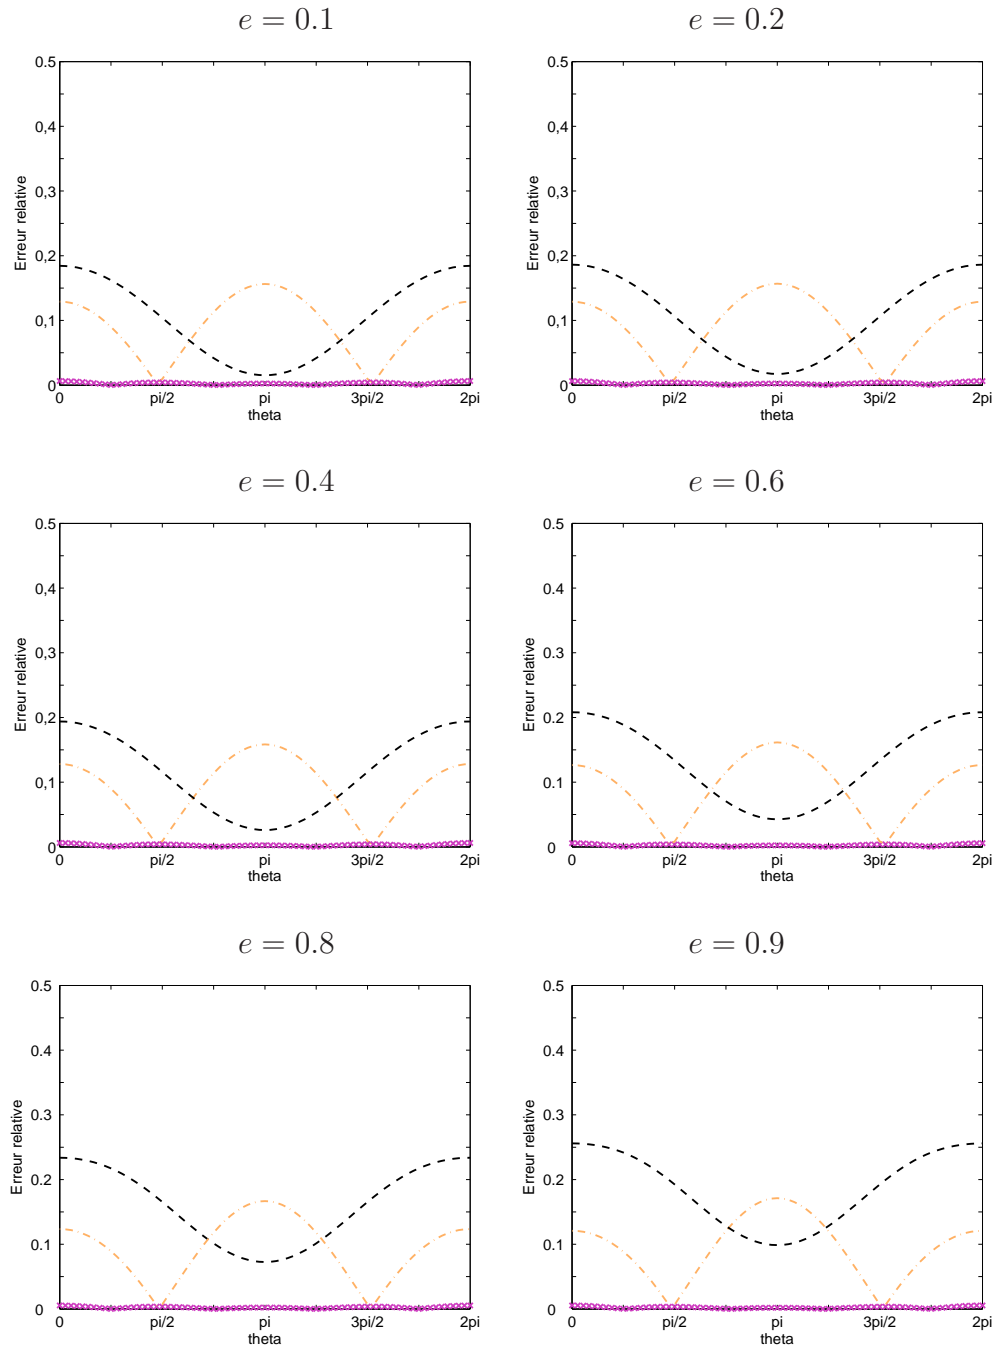 e = 0.1
e = 0.2
0.5
0.4
0,3
0,2
0,1
0
Erreur relative
0 pi/2 pi 3pi/2 2pi
theta
0.5
0.4
0,3
0,2
0,1
0
Erreur relative
0 pi/2 pi 3pi/2 2pi
theta
e = 0.4
e = 0.6
0.5
0.4
0,3
0,2
0,1
0
Erreur relative
0 pi/2 pi 3pi/2 2pi
theta
0.5
0.4
0.3
0.2
0.1
0
Erreur relative
0 pi/2 pi 3pi/2 2pi
theta
e = 0.8
e = 0.9
0.5
0.4
0.3
0.2
0.1
0
Erreur relative
0 pi/2 pi 3pi/2 2pi
theta
0.5
0.4
0.3
0.2
0.1
0
Erreur relative
0 pi/2 pi 3pi/2 2pi
theta